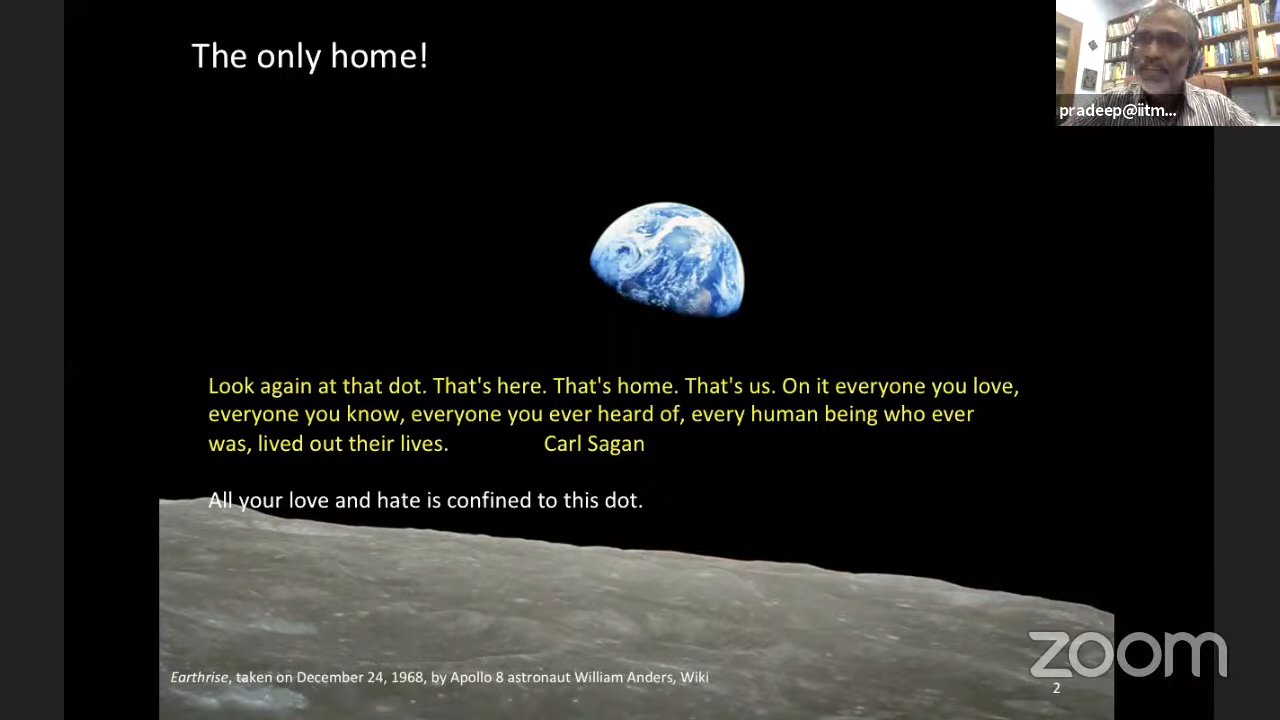 The only home!
pradeep@iitm...
Look again at that dot. That's here. That's home. That's us. On it everyone you love,
everyone you know, everyone you ever heard of, every human being who ever
was, lived out their lives. Carl Sagan
All your love and hate is confined to this dot.
Earthrise, taken on December 24, 1968, by Apollo 8 astronaut William Anders, Wiki
zoom
2